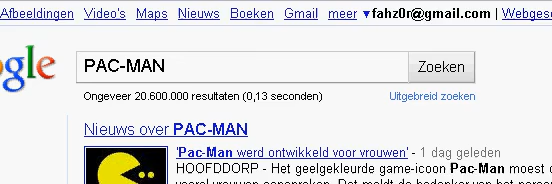 Afbeeldingen Video's Maps Nieuws Boeken Gmail meer ▼ fahz0r@gmail.com | Webges
gle PAC-MAN Zoeken
Ongeveer 20.600.000 resultaten (0,13 seconden) Uitgebreid zoeken
Nieuws over PAC-MAN
'Pac-Man werd ontwikkeld voor vrouwen' - 1 dag geleden
HOOFDDORP - Het geelgekleurde game-icoon Pac-Man moest